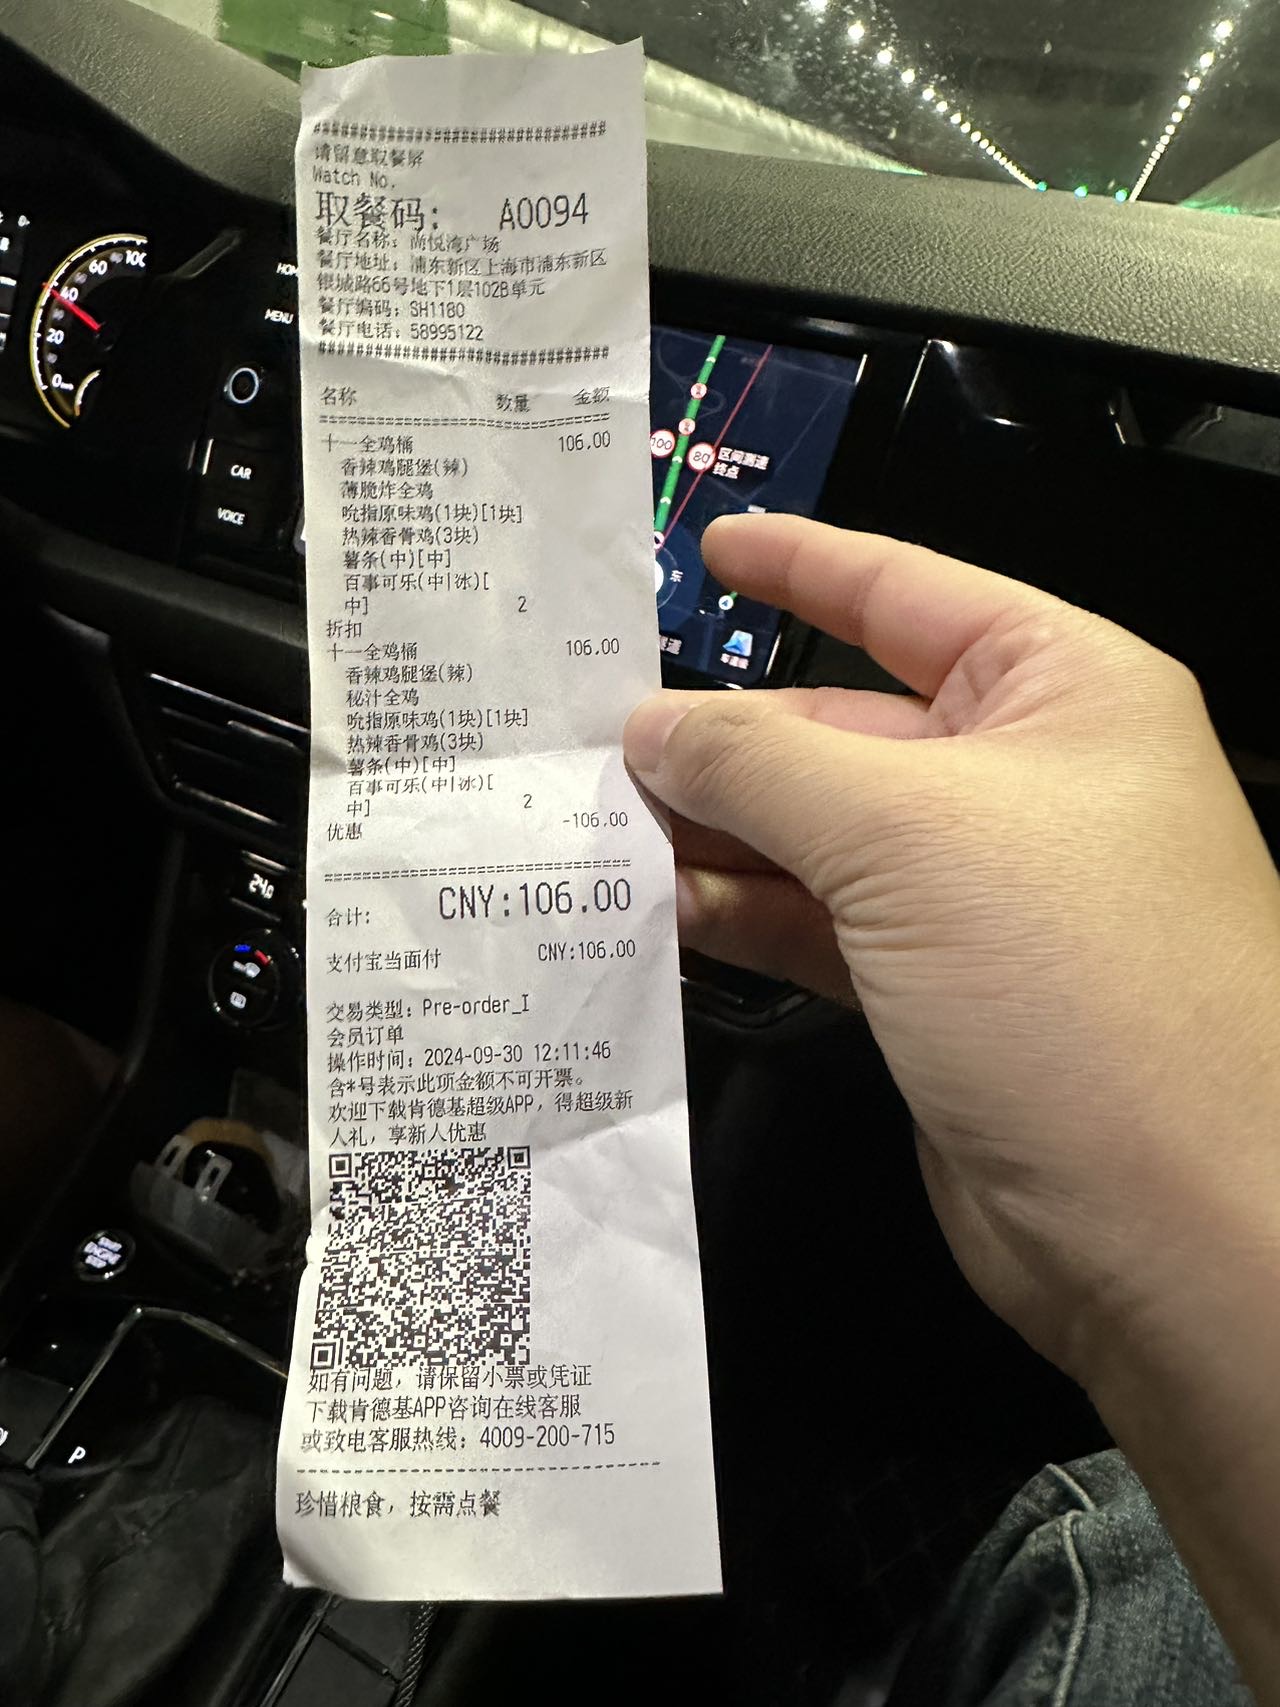 ################################
请留意取餐屏
Watch No.
取餐码： A0094
餐厅名称：尚悦湾广场
餐厅地址：浦东新区上海市浦东新区
银城路66号地下1层102B单元
餐厅编码：SH1180
餐厅电话：58995122
################################
名称 数量 金额
================================
十一全鸡桶 106.00
香辣鸡腿堡(辣)
薄脆炸全鸡
吮指原味鸡(1块)[1块]
热辣香骨鸡(3块)
薯条(中)[中]
百事可乐(中|冰)[
中] 2
折扣
十一全鸡桶 106.00
香辣鸡腿堡(辣)
秘汁全鸡
吮指原味鸡(1块)[1块]
热辣香骨鸡(3块)
薯条(中)[中]
百事可乐(中|冰)[
中] 2
优惠 -106.00
================================
合计： CNY:106.00
支付宝当面付 CNY:106.00
交易类型：Pre-order_I
会员订单
操作时间：2024-09-30 12:11:46
含*号表示此项金额不可开票。
欢迎下载肯德基超级APP，得超级新
人礼，享新人优惠
如有问题，请保留小票或凭证
下载肯德基APP咨询在线客服
或致电客服热线：4009-200-715
--------------------------------
珍惜粮食，按需点餐
0
20
40
60
100
MENU
CAR
VOICE
24.0
P
100
80
区间测速
终点
车